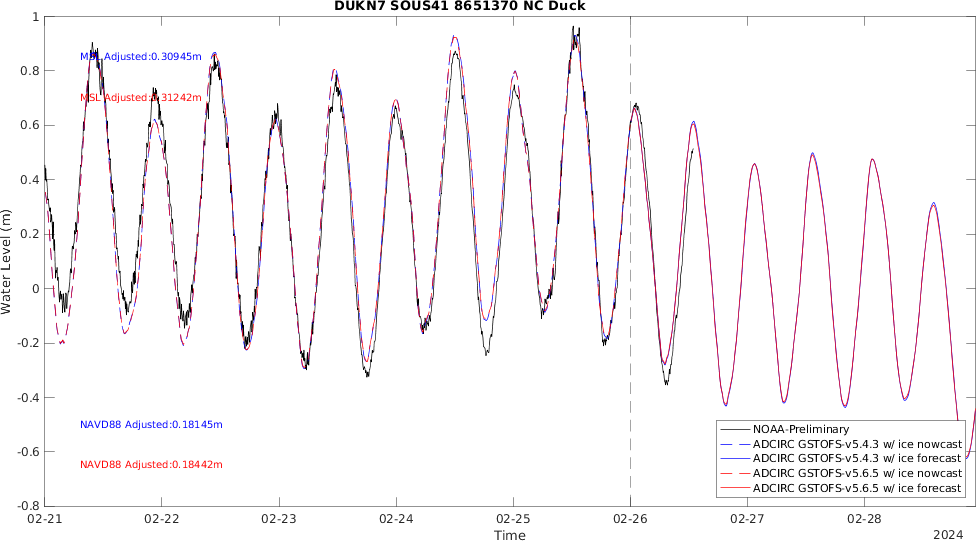 DUKN7 SOUS41 8651370 NC Duck
1
0.8
0.6
0.4
0.2
0
-0.2
-0.4
-0.6
-0.8
Water Level (m)
MSL Adjusted:0.30945m
MSL Adjusted:0.31242m
NAVD88 Adjusted:0.18145m
NAVD88 Adjusted:0.18442m
NOAA-Preliminary
ADCIRC GSTOFS-v5.4.3 w/ ice nowcast
ADCIRC GSTOFS-v5.4.3 w/ ice forecast
ADCIRC GSTOFS-v5.6.5 w/ ice nowcast
ADCIRC GSTOFS-v5.6.5 w/ ice forecast
02-21 02-22 02-23 02-24 02-25 02-26 02-27 02-28
Time
2024